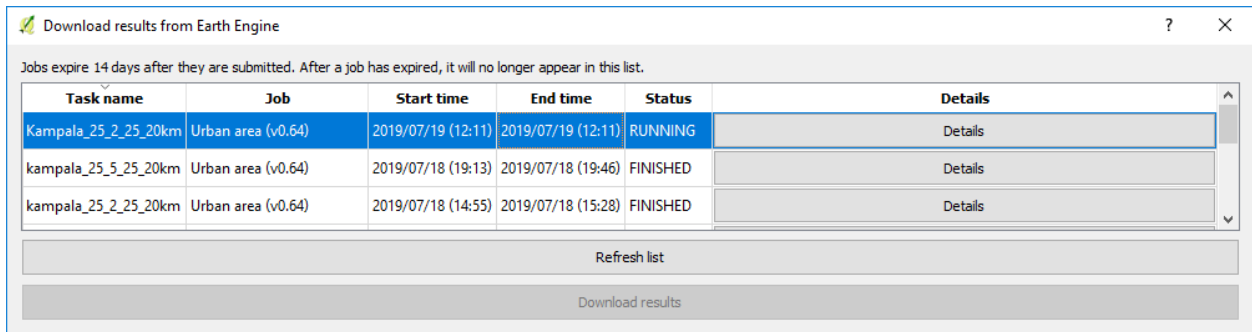 Download results from Earth Engine ? ×
Jobs expire 14 days after they are submitted. After a job has expired, it will no longer appear in this list.
Task name Job Start time End time Status Details
Kampala_25_2_25_20km Urban area (v0.64) 2019/07/19 (12:11) 2019/07/19 (12:11) RUNNING Details
kampala_25_5_25_20km Urban area (v0.64) 2019/07/18 (19:13) 2019/07/18 (19:46) FINISHED Details
kampala_25_2_25_20km Urban area (v0.64) 2019/07/18 (14:55) 2019/07/18 (15:28) FINISHED Details
Refresh list
Download results